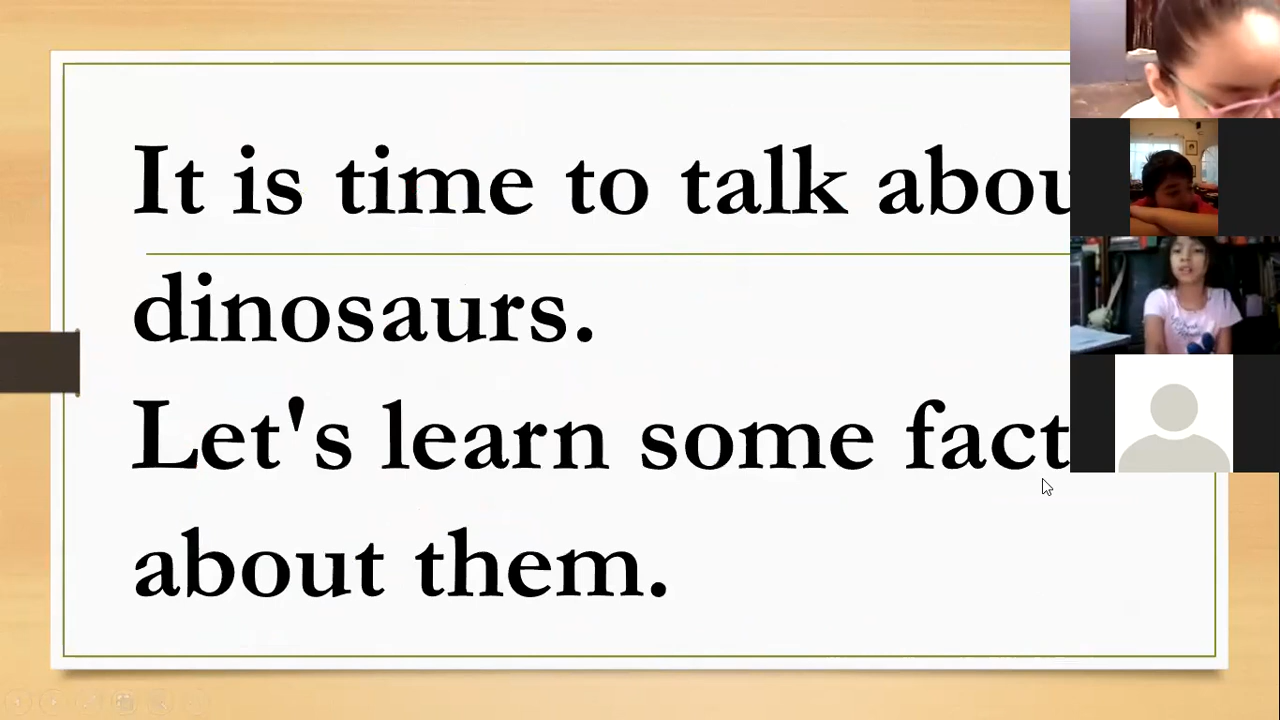 It is time to talk abou
dinosaurs.
Let's learn some fact
about them.